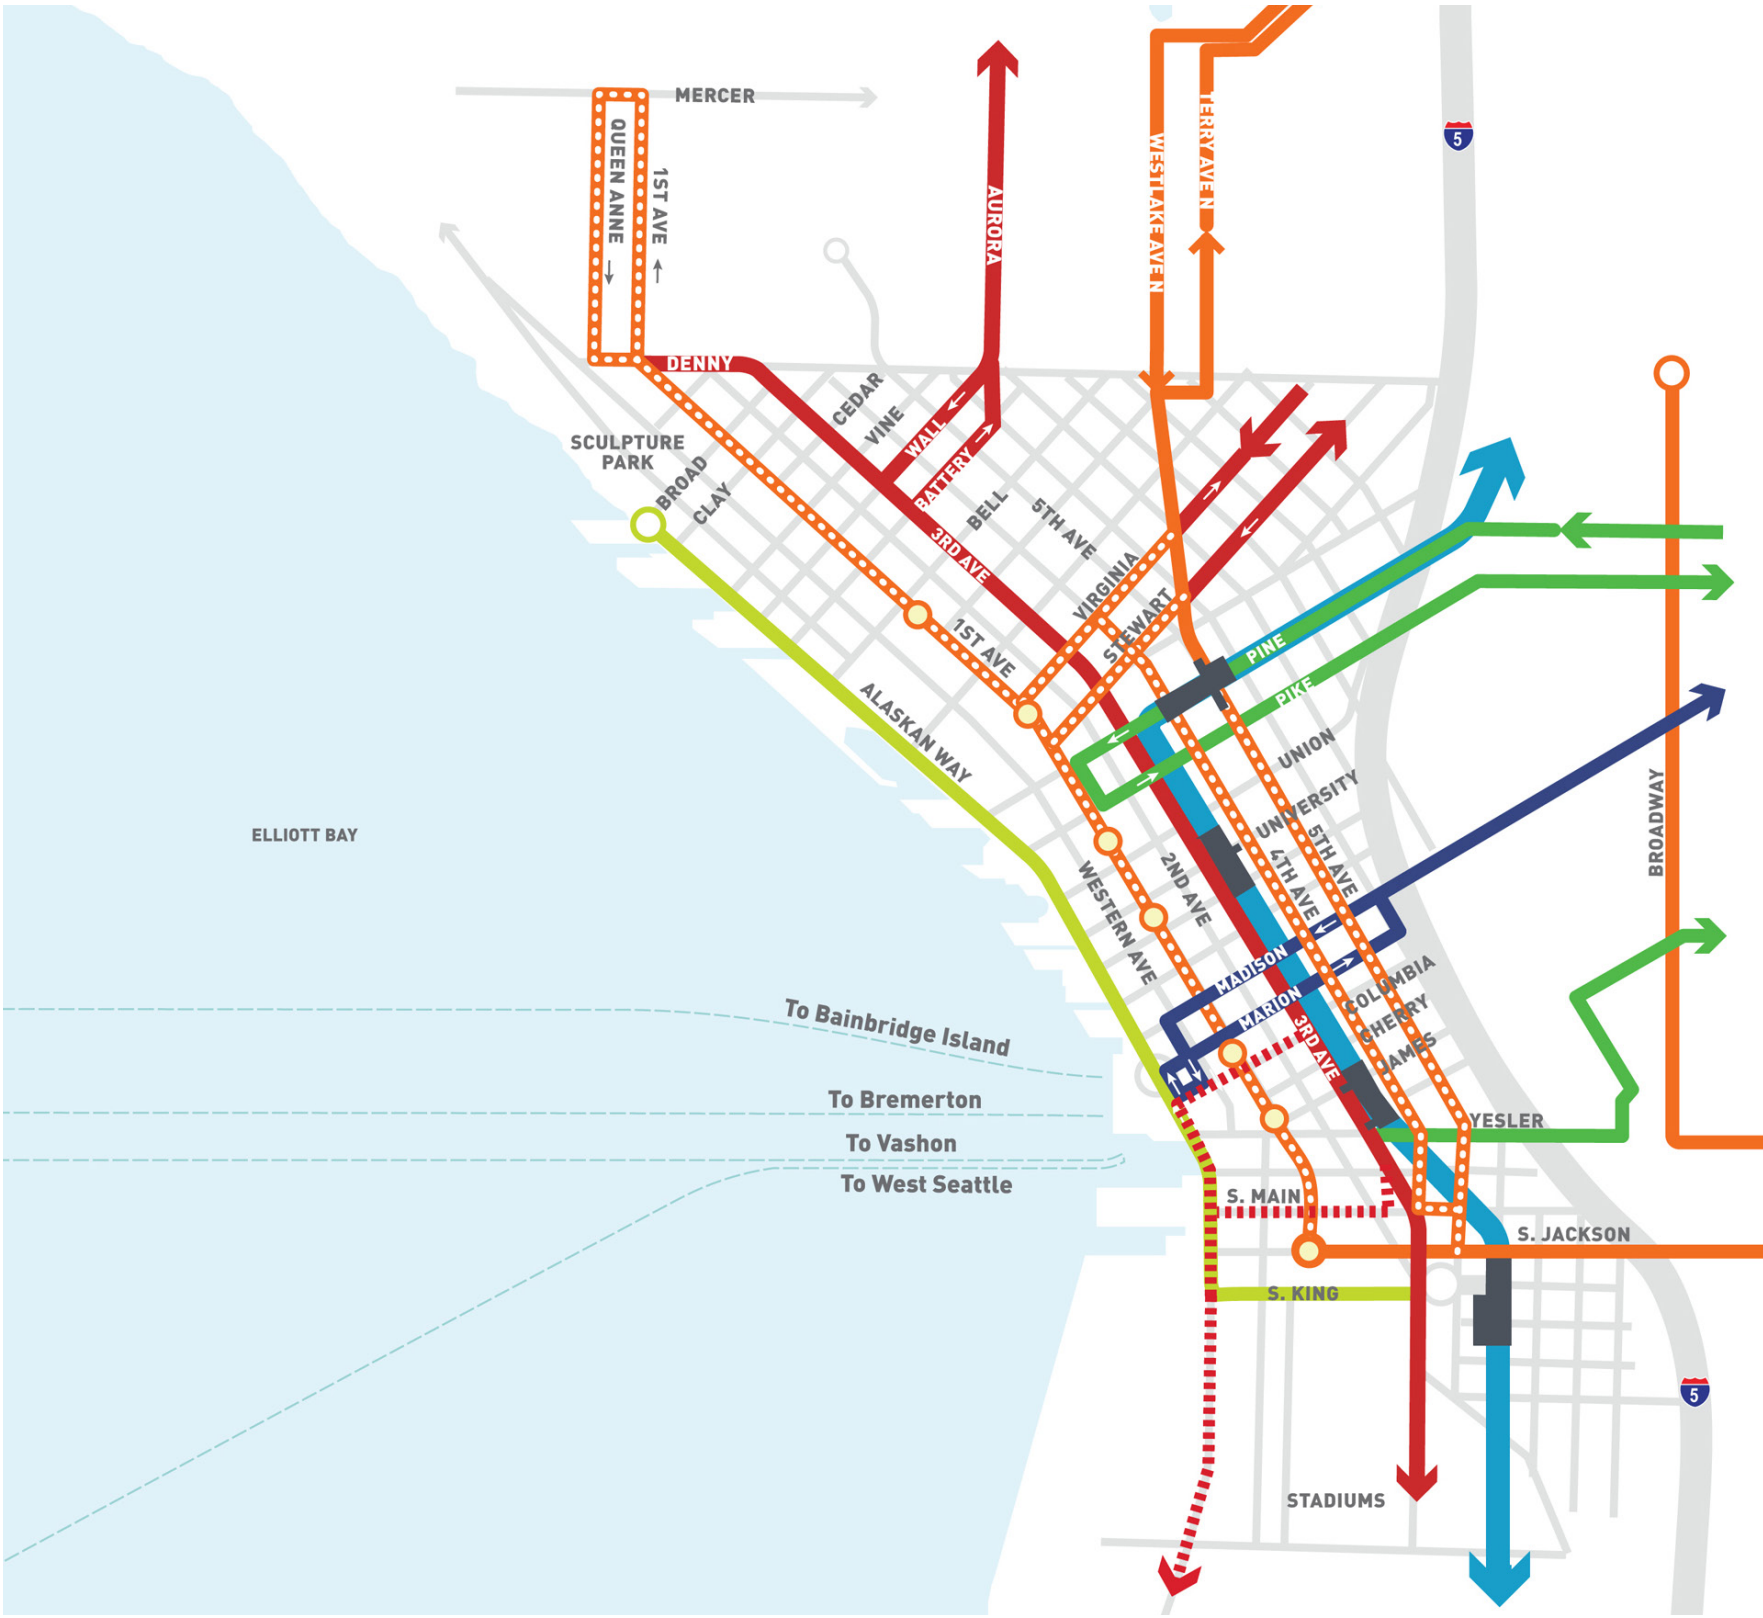 MERCER
QUEEN ANNE
1ST AVE
AURORA
WESTLAKE AVE N
TERRY AVE N
5
DENNY
CEDAR
VINE
WALL
BATTERY
SCULPTURE
PARK
BROAD
CLAY
BELL
5TH AVE
3RD AVE
VIRGINIA
STEWART
1ST AVE
PINE
PIKE
ALASKAN WAY
UNION
UNIVERSITY
ELLIOTT BAY
BROADWAY
5TH AVE
4TH AVE
2ND AVE
WESTERN AVE
MADISON
MARION
COLUMBIA
CHERRY
JAMES
3RD AVE
To Bainbridge Island
To Bremerton
To Vashon
To West Seattle
YESLER
S. MAIN
S. JACKSON
S. KING
5
STADIUMS